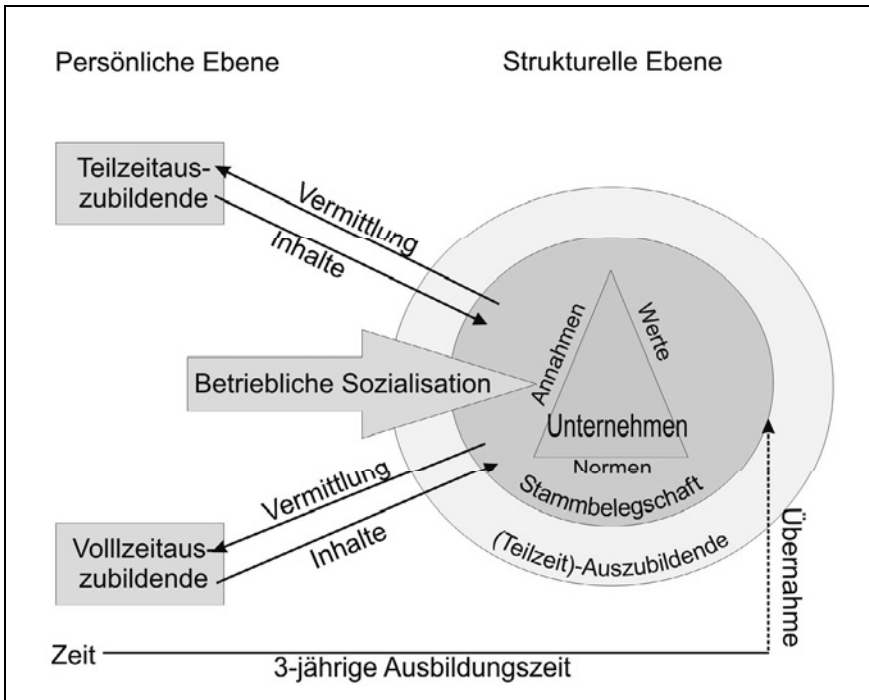 Persönliche Ebene
Strukturelle Ebene
Teilzeitaus-
zubildende
Vermittlung
Inhalte
Annahmen
Werte
Betriebliche Sozialisation
Unternehmen
Normen
Stammbelegschaft
(Teilzeit)-Auszubildende
Vermittlung
Inhalte
Volllzeitaus-
zubildende
Übernahme
Zeit
3-jährige Ausbildungszeit